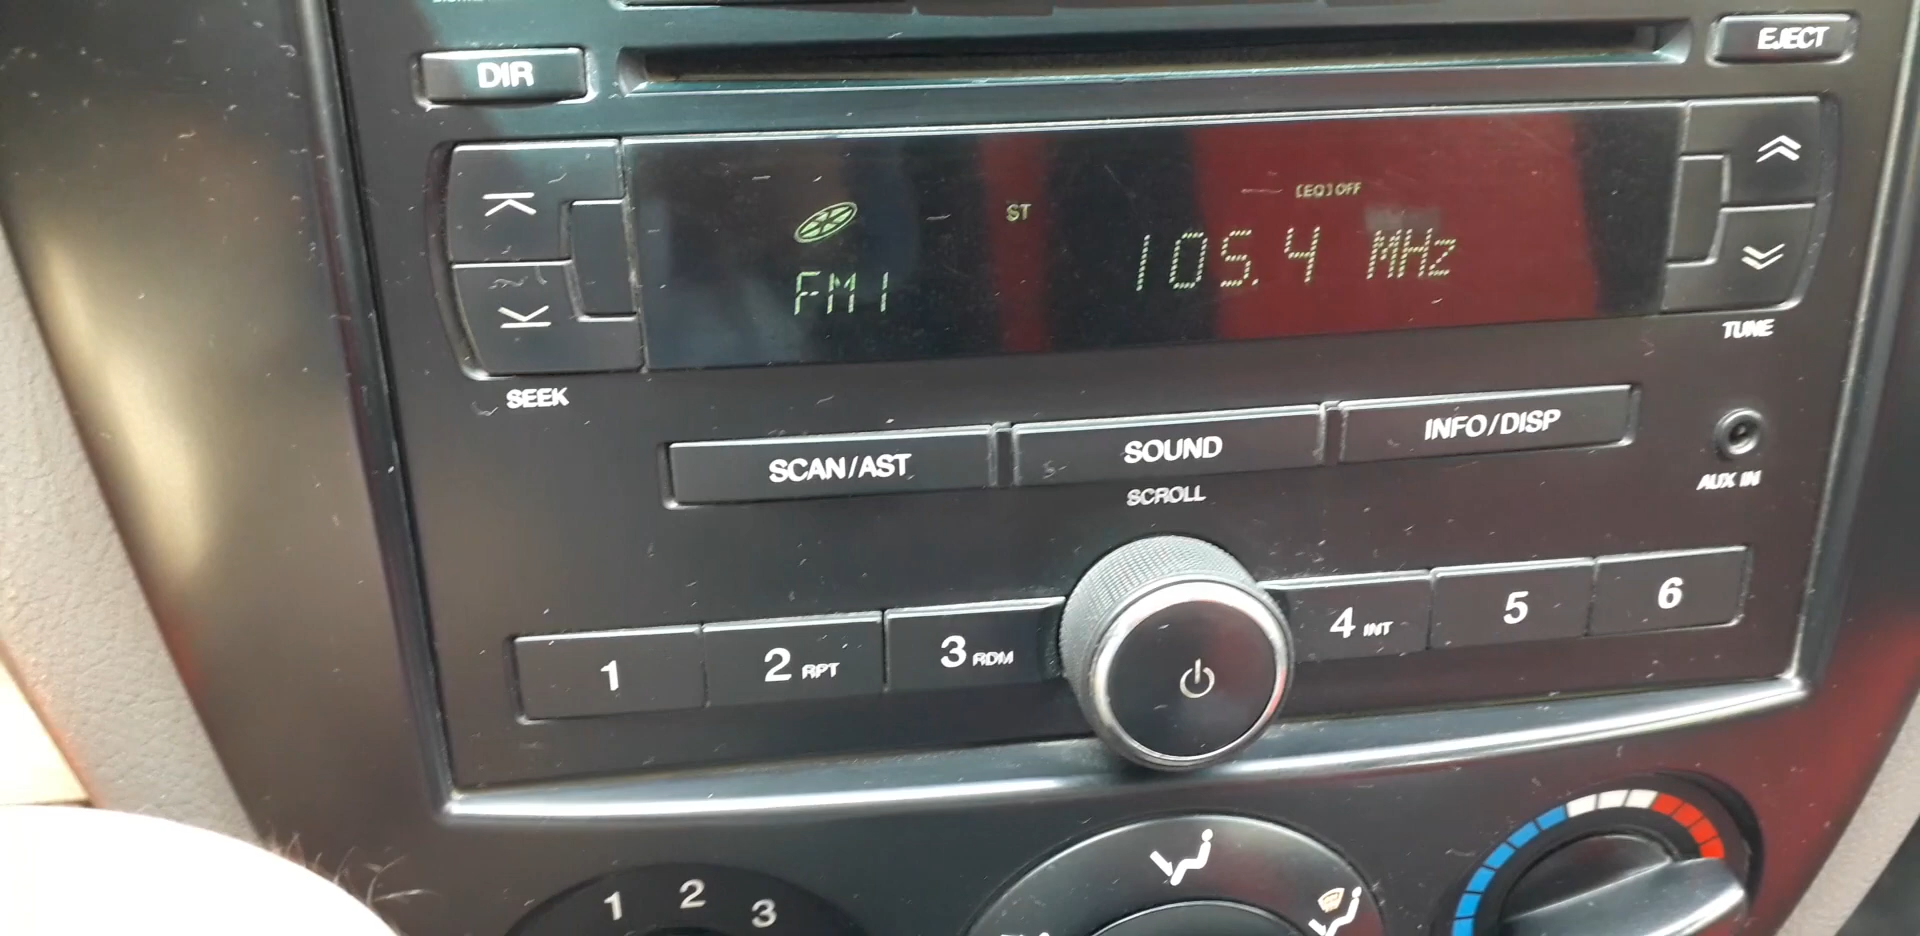 DIR
EJECT
[EQ] OFF
ST
105.4 MHz
FM1
TUNE
SEEK
INFO/DISP
SOUND
SCAN/AST
AUX IN
SCROLL
1
2 RPT
3 RDM
4 INT
5
6
1 2 3